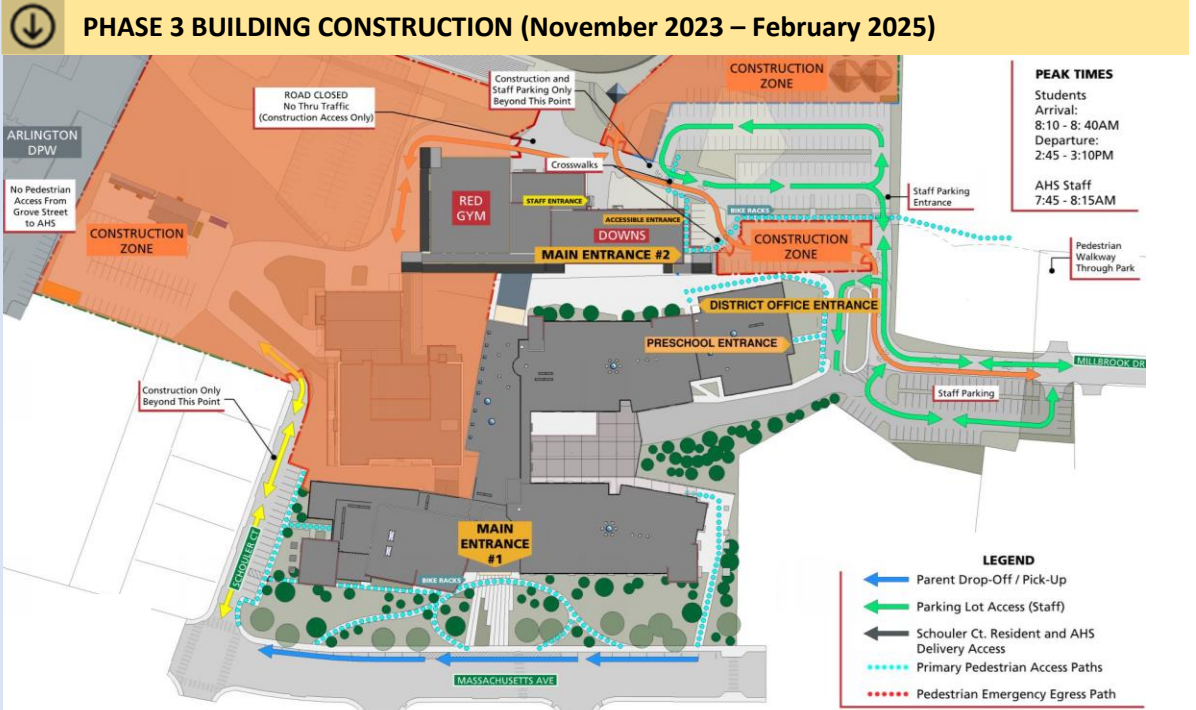 PHASE 3 BUILDING CONSTRUCTION (November 2023 – February 2025)
CONSTRUCTION
ZONE
Construction and
Staff Parking Only
Beyond This Point
ROAD CLOSED
No Thru Traffic
(Construction Access Only)
PEAK TIMES
Students
Arrival:
8:10 - 8: 40AM
Departure:
2:45 - 3:10PM
AHS Staff
7:45 - 8:15AM
ARLINGTON
DPW
No Pedestrian
Access From
Grove Street
to AHS
CONSTRUCTION
ZONE
Crosswalks
RED
GYM
STAFF ENTRANCE
ACCESSIBLE ENTRANCE
DOWNS
MAIN ENTRANCE #2
BIKE RACKS
CONSTRUCTION
ZONE
Staff Parking
Entrance
Pedestrian
Walkway
Through Park
DISTRICT OFFICE ENTRANCE
PRESCHOOL ENTRANCE
MILLBROOK DR
Staff Parking
Construction Only
Beyond This Point
SCHOULER CT
MAIN
ENTRANCE
#1
BIKE RACKS
MASSACHUSETTS AVE
LEGEND
Parent Drop-Off / Pick-Up
Parking Lot Access (Staff)
Schouler Ct. Resident and AHS
Delivery Access
Primary Pedestrian Access Paths
Pedestrian Emergency Egress Path